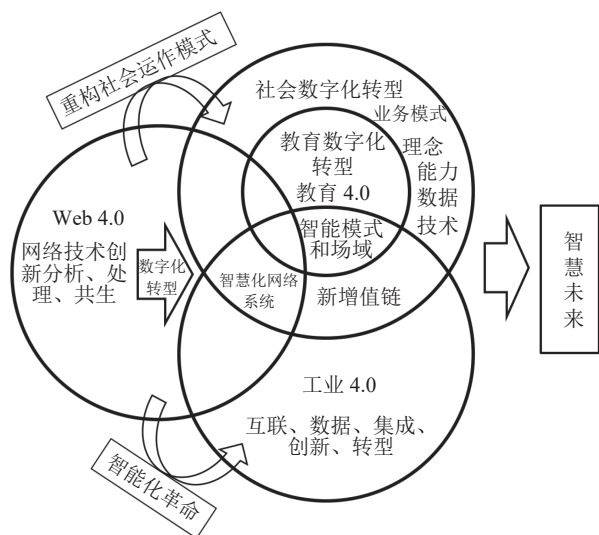 重构社会运作模式
社会数字化转型
业务模式
理念
能力
数据
技术
教育数字化
转型
教育 4.0
智能模式
和场域
Web 4.0
网络技术创
新分析、处
理、共生
数字化
转型
智慧化网络
系统
新增值链
工业 4.0
互联、数据、集成、
创新、转型
智能化革命
智慧未来